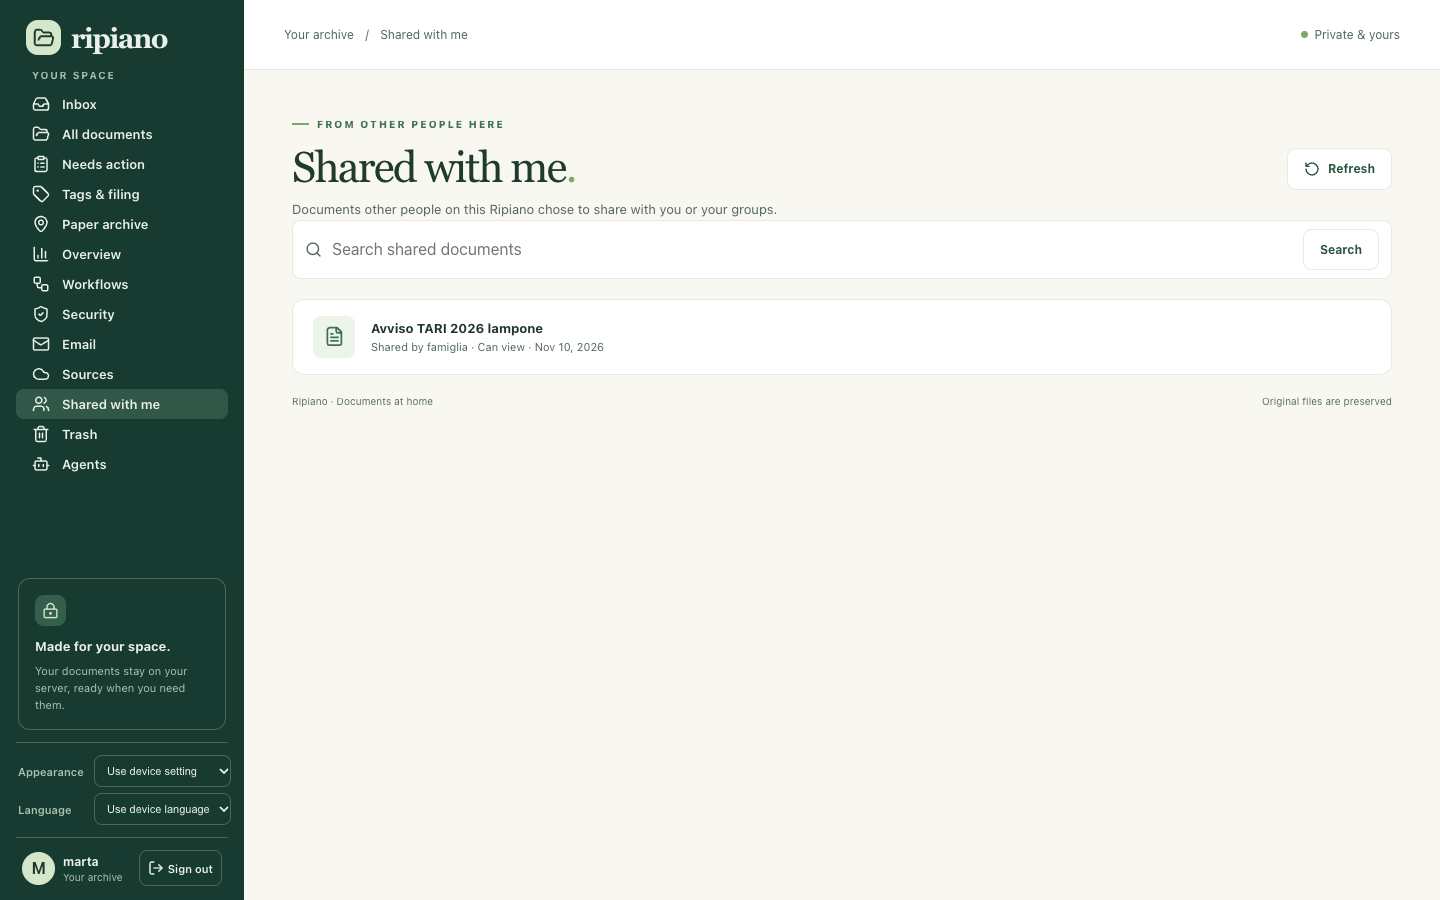 ripiano
YOUR SPACE
Inbox
All documents
Needs action
Tags & filing
Paper archive
Overview
Workflows
Security
Email
Sources
Shared with me
Trash
Agents
Made for your space.
Your documents stay on your
server, ready when you need
them.
Appearance Use device setting
Language Use device language
M
marta
Your archive
Sign out
Your archive / Shared with me
Private & yours
FROM OTHER PEOPLE HERE
Shared with me.
Refresh
Documents other people on this Ripiano chose to share with you or your groups.
Search shared documents
Search
Avviso TARI 2026 lampone
Shared by famiglia · Can view · Nov 10, 2026
Ripiano · Documents at home
Original files are preserved